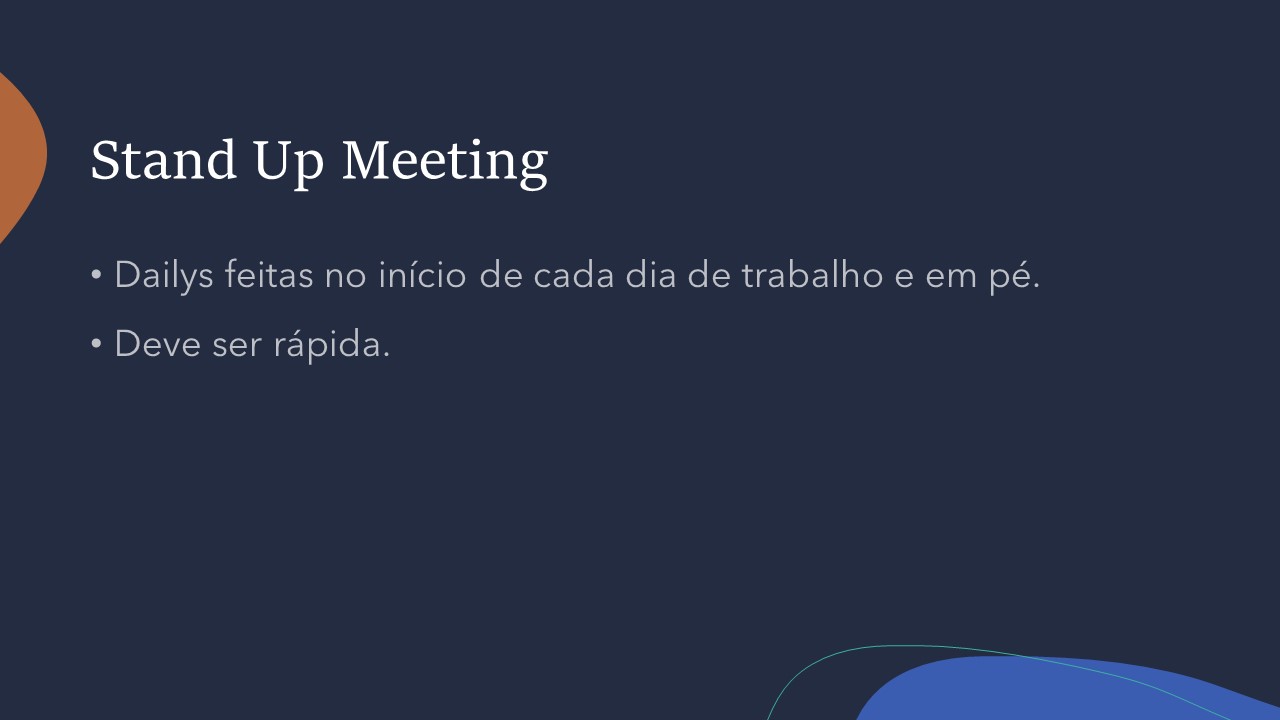 Stand Up Meeting
• Dailys feitas no início de cada dia de trabalho e em pé.
• Deve ser rápida.